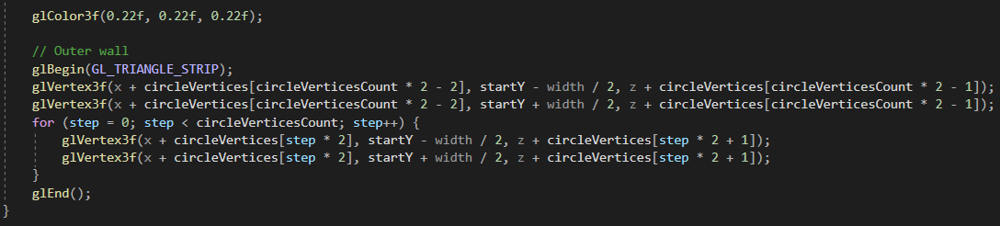 glColor3f(0.22f, 0.22f, 0.22f);
// Outer wall
glBegin(GL_TRIANGLE_STRIP);
glVertex3f(x + circleVertices[circleVerticesCount * 2 - 2], startY - width / 2, z + circleVertices[circleVerticesCount * 2 - 1]);
glVertex3f(x + circleVertices[circleVerticesCount * 2 - 2], startY + width / 2, z + circleVertices[circleVerticesCount * 2 - 1]);
for (step = 0; step < circleVerticesCount; step++) {
glVertex3f(x + circleVertices[step * 2], startY - width / 2, z + circleVertices[step * 2 + 1]);
glVertex3f(x + circleVertices[step * 2], startY + width / 2, z + circleVertices[step * 2 + 1]);
}
glEnd();
}